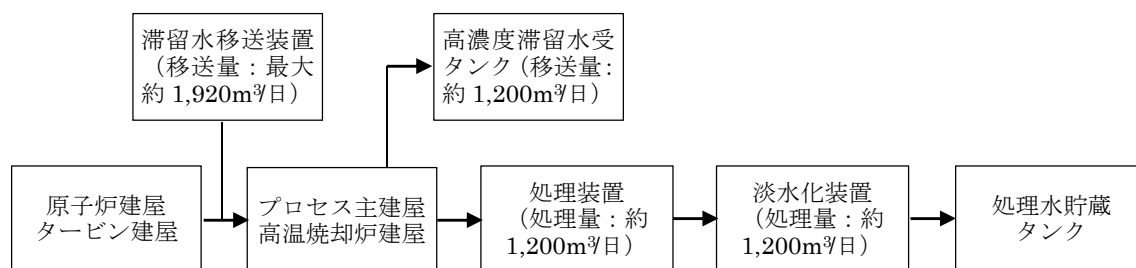 滞留水移送装置
（移送量：最大
約 1,920m³/日）
高濃度滞留水受
タンク（移送量：
約 1,200m³/日）
原子炉建屋
タービン建屋
プロセス主建屋
高温焼却炉建屋
処理装置
（処理量：約
1,200m³/日）
淡水化装置
（処理量：約
1,200m³/日）
処理水貯蔵
タンク